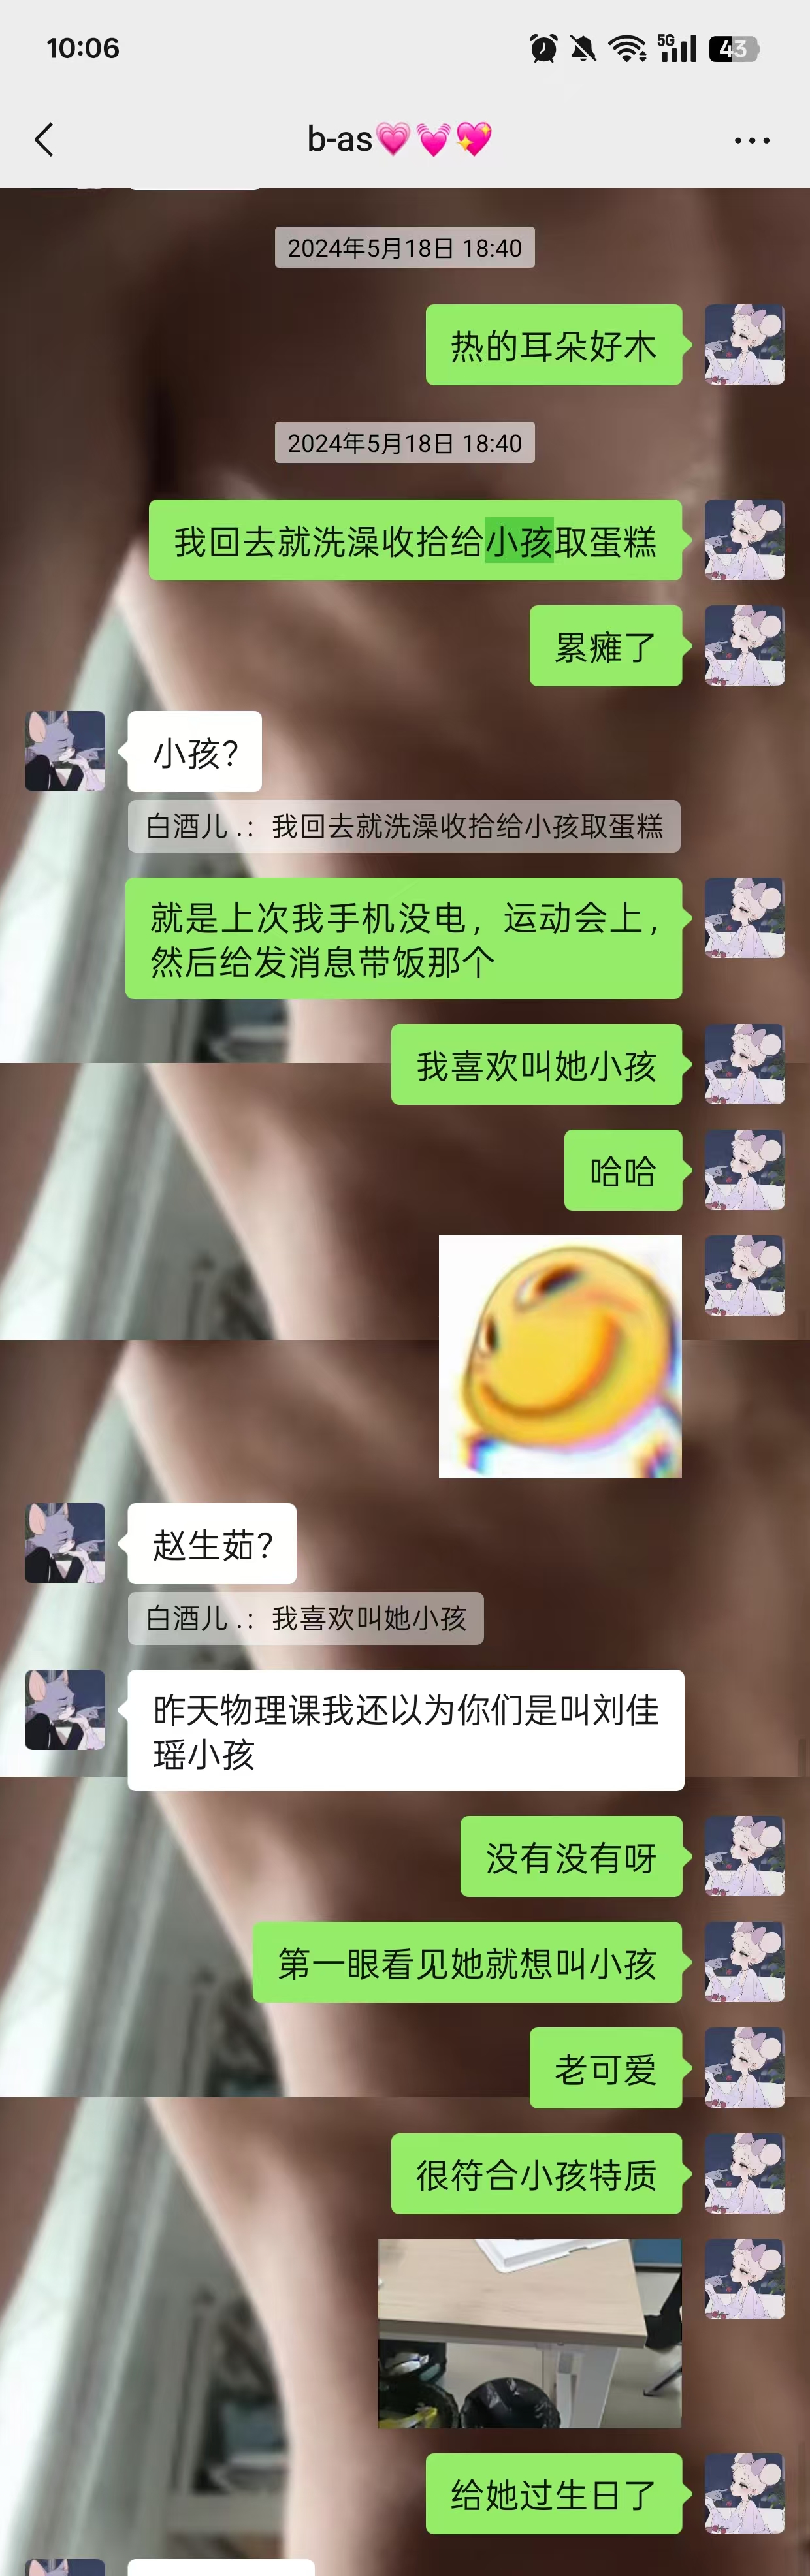 10:06
5G
43
b-as💗💓💖
2024年5月18日 18:40
热的耳朵好木
2024年5月18日 18:40
我回去就洗澡收拾给小孩取蛋糕
累瘫了
小孩？
白酒儿 .：我回去就洗澡收拾给小孩取蛋糕
就是上次我手机没电，运动会上，
然后给发消息带饭那个
我喜欢叫她小孩
哈哈
赵生茹？
白酒儿 .：我喜欢叫她小孩
昨天物理课我还以为你们是叫刘佳
瑶小孩
没有没有呀
第一眼看见她就想叫小孩
老可爱
很符合小孩特质
给她过生日了